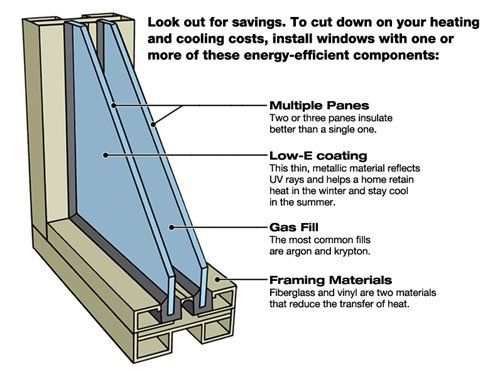 Look out for savings. To cut down on your heating
and cooling costs, install windows with one or
more of these energy-efficient components:
Multiple Panes
Two or three panes insulate
better than a single one.
Low-E coating
This thin, metallic material reflects
UV rays and helps a home retain
heat in the winter and stay cool
in the summer.
Gas Fill
The most common fills
are argon and krypton.
Framing Materials
Fiberglass and vinyl are two materials
that reduce the transfer of heat.